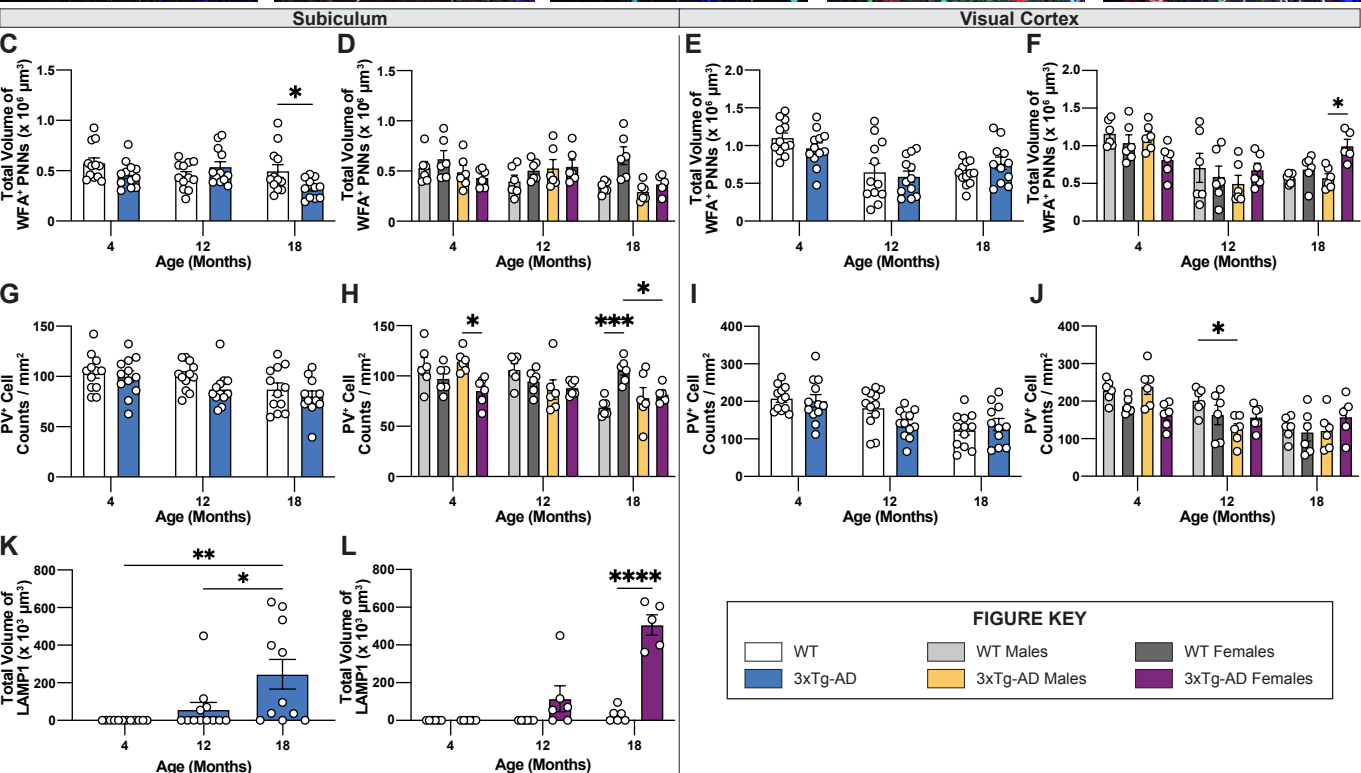 Subiculum
Visual Cortex
C
Total Volume of
WFA⁺ PNNs (x 10⁶ µm³)
1.5
1.0
0.5
0
*
4
12
18
Age (Months)
D
Total Volume of
WFA⁺ PNNs (x 10⁶ µm³)
1.5
1.0
0.5
0
4
12
18
Age (Months)
E
Total Volume of
WFA⁺ PNNs (x 10⁶ µm³)
2.0
1.5
1.0
0.5
0
4
12
18
Age (Months)
F
Total Volume of
WFA⁺ PNNs (x 10⁶ µm³)
2.0
1.5
1.0
0.5
0
*
4
12
18
Age (Months)
G
PV⁺ Cell
Counts / mm²
150
100
50
0
4
12
18
Age (Months)
H
PV⁺ Cell
Counts / mm²
150
100
50
0
*
***
*
4
12
18
Age (Months)
I
PV⁺ Cell
Counts / mm²
400
300
200
100
0
4
12
18
Age (Months)
J
PV⁺ Cell
Counts / mm²
400
300
200
100
0
*
4
12
18
Age (Months)
K
Total Volume of
LAMP1 (x 10³ µm³)
800
600
400
200
0
**
*
4
12
18
Age (Months)
L
Total Volume of
LAMP1 (x 10³ µm³)
800
600
400
200
0
****
4
12
18
Age (Months)
FIGURE KEY
WT
WT Males
WT Females
3xTg-AD
3xTg-AD Males
3xTg-AD Females